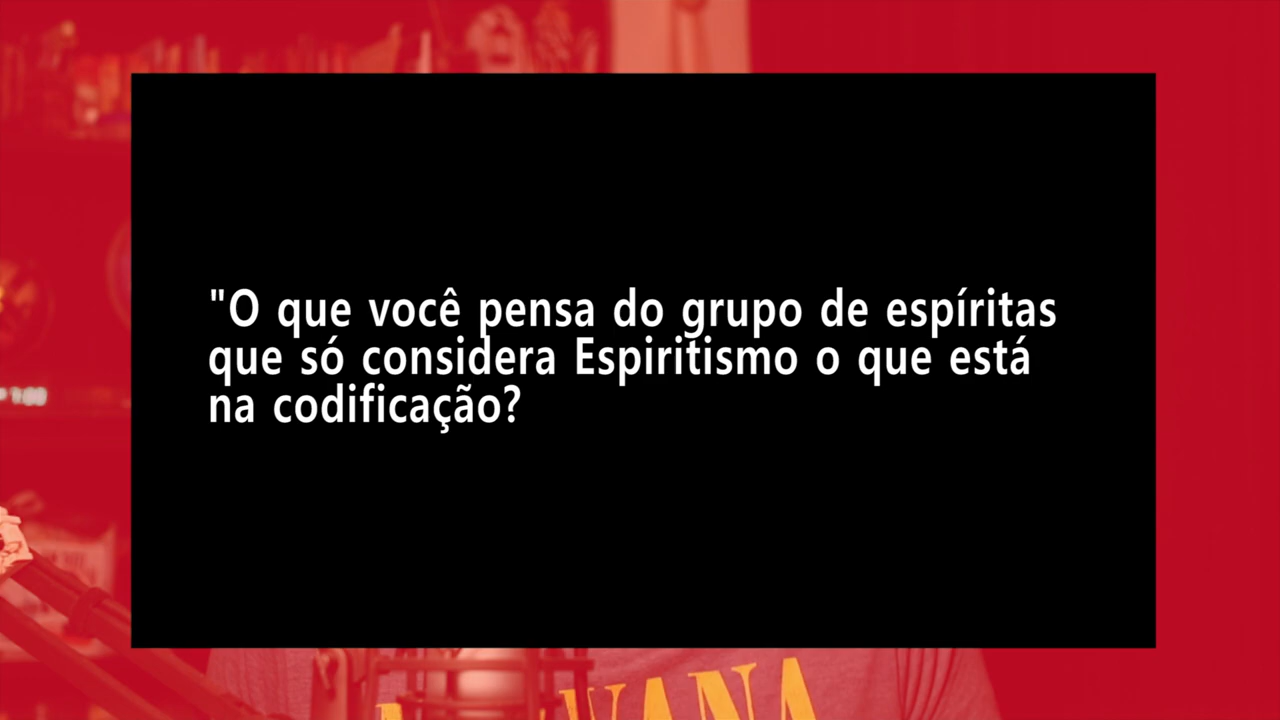 "O que você pensa do grupo de espíritas
que só considera Espiritismo o que está
na codificação?